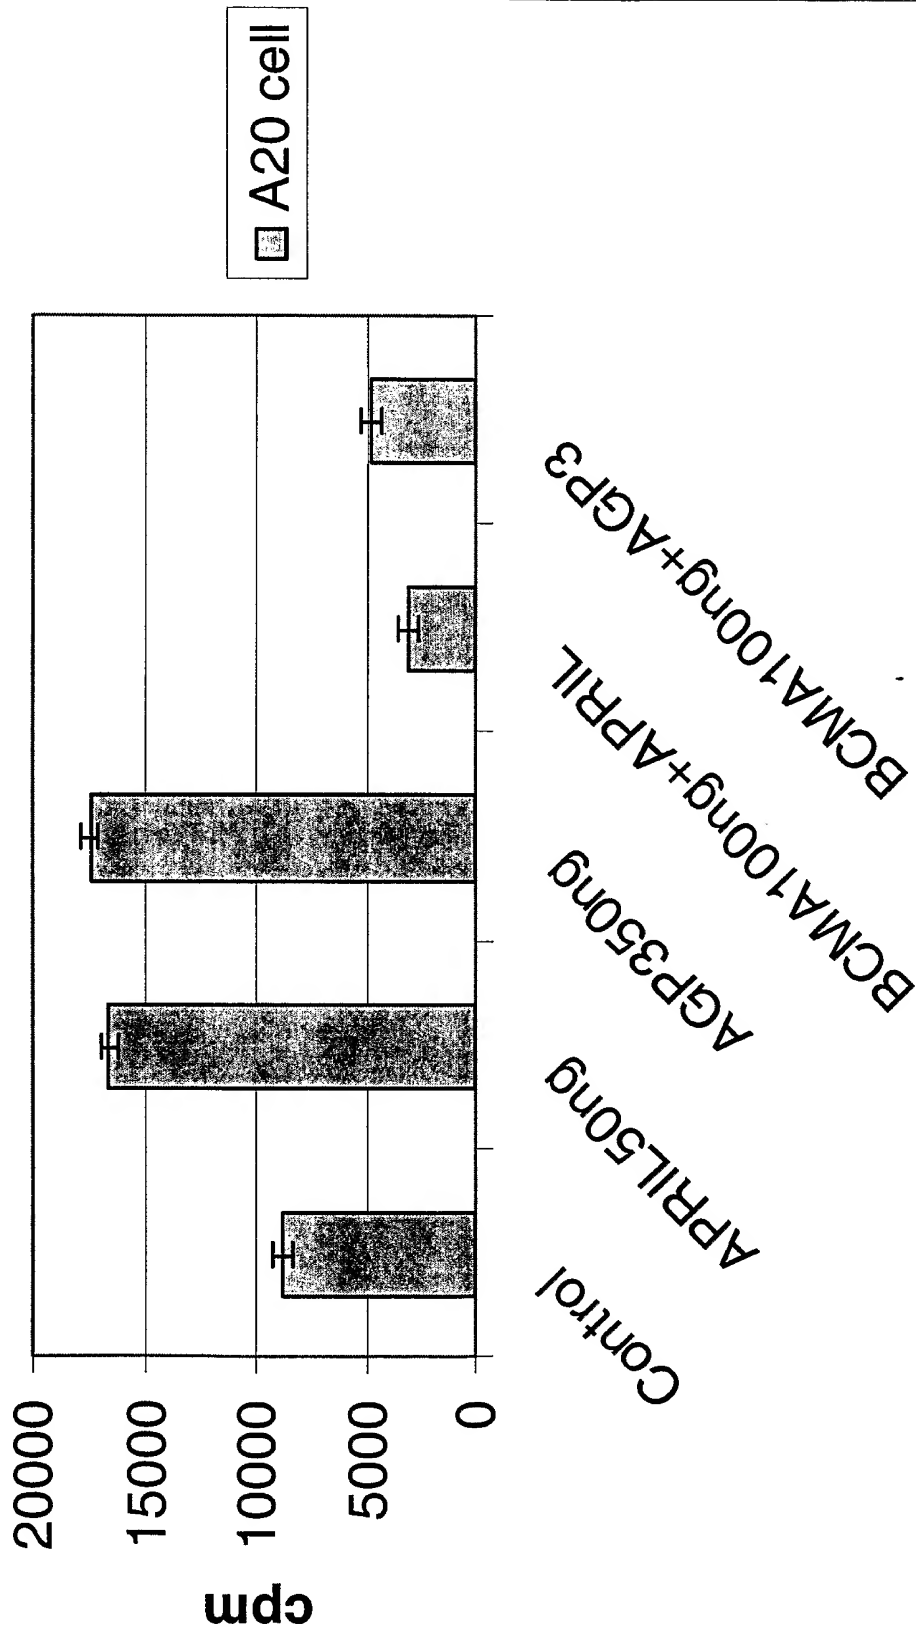 cpm
20000
15000
10000
5000
0
Control
APRIL50ng
AGP350ng
BCMA100ng+APRIL
BCMA100ng+AGP3
A20 cell